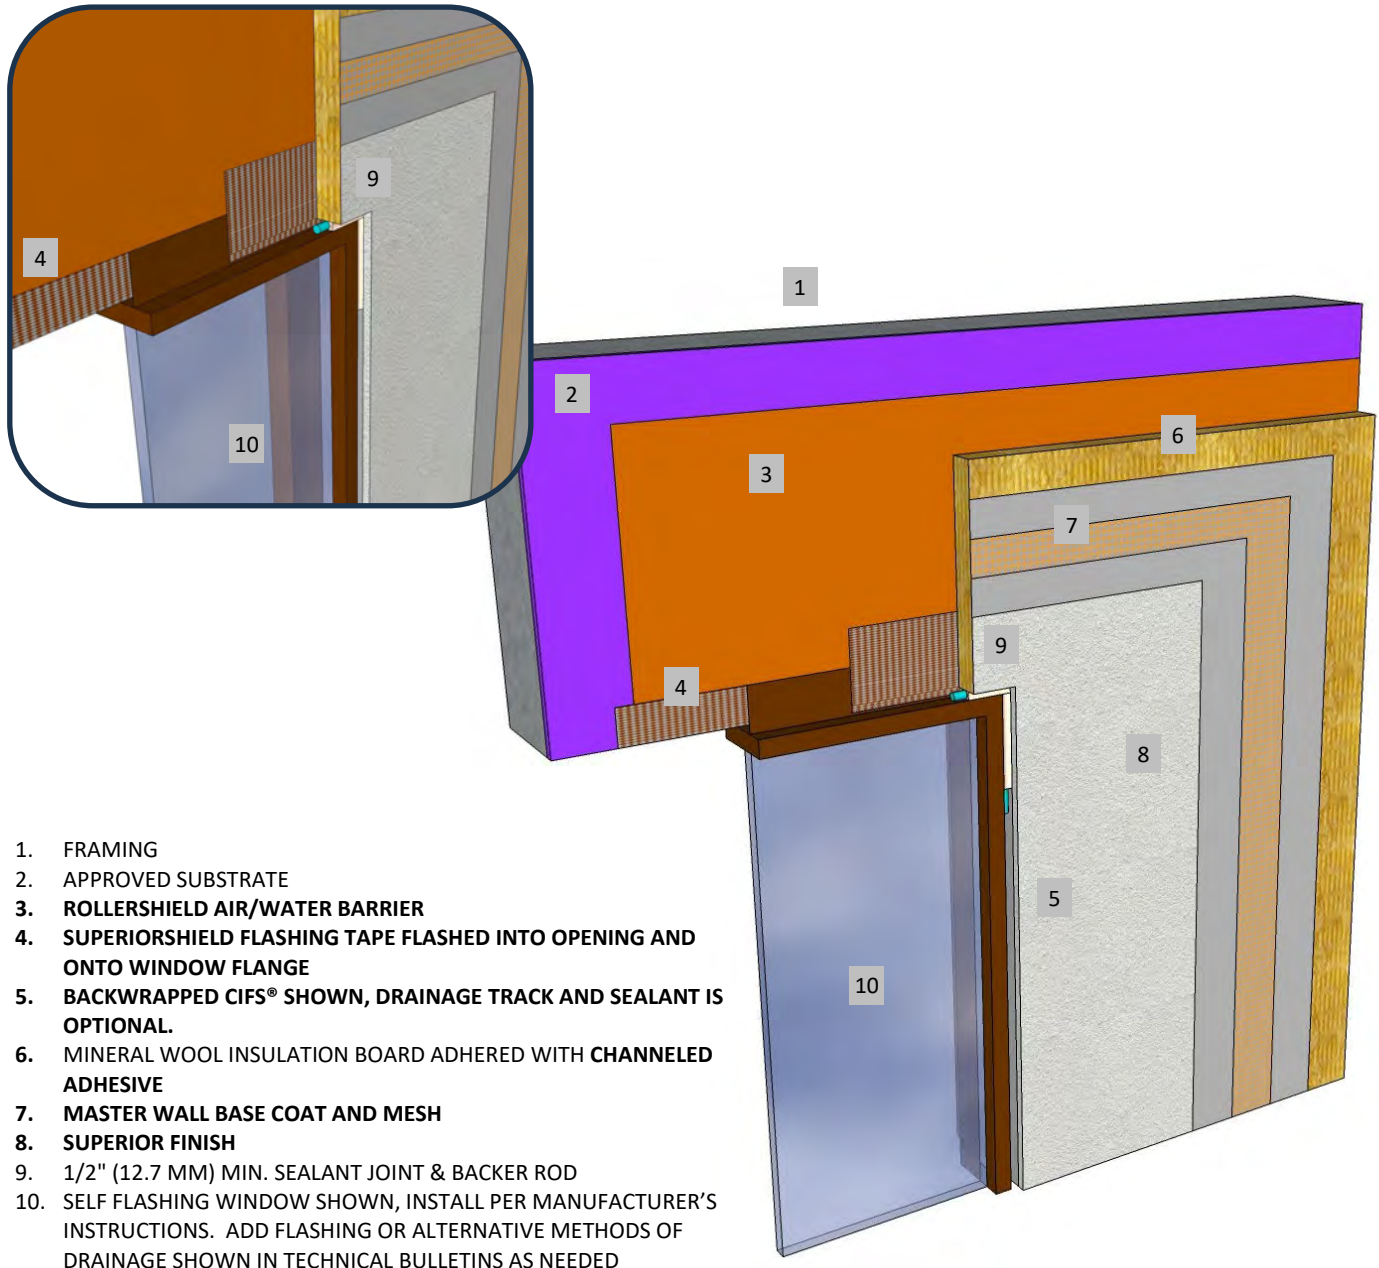 9
4
10
1
2
6
3
7
9
4
8
5
10
1. FRAMING
2. APPROVED SUBSTRATE
3. ROLLERSHIELD AIR/WATER BARRIER
4. SUPERIORSHIELD FLASHING TAPE FLASHED INTO OPENING AND
ONTO WINDOW FLANGE
5. BACKWRAPPED CIFS® SHOWN, DRAINAGE TRACK AND SEALANT IS
OPTIONAL.
6. MINERAL WOOL INSULATION BOARD ADHERED WITH CHANNELED
ADHESIVE
7. MASTER WALL BASE COAT AND MESH
8. SUPERIOR FINISH
9. 1/2" (12.7 MM) MIN. SEALANT JOINT & BACKER ROD
10. SELF FLASHING WINDOW SHOWN, INSTALL PER MANUFACTURER’S
INSTRUCTIONS. ADD FLASHING OR ALTERNATIVE METHODS OF
DRAINAGE SHOWN IN TECHNICAL BULLETINS AS NEEDED